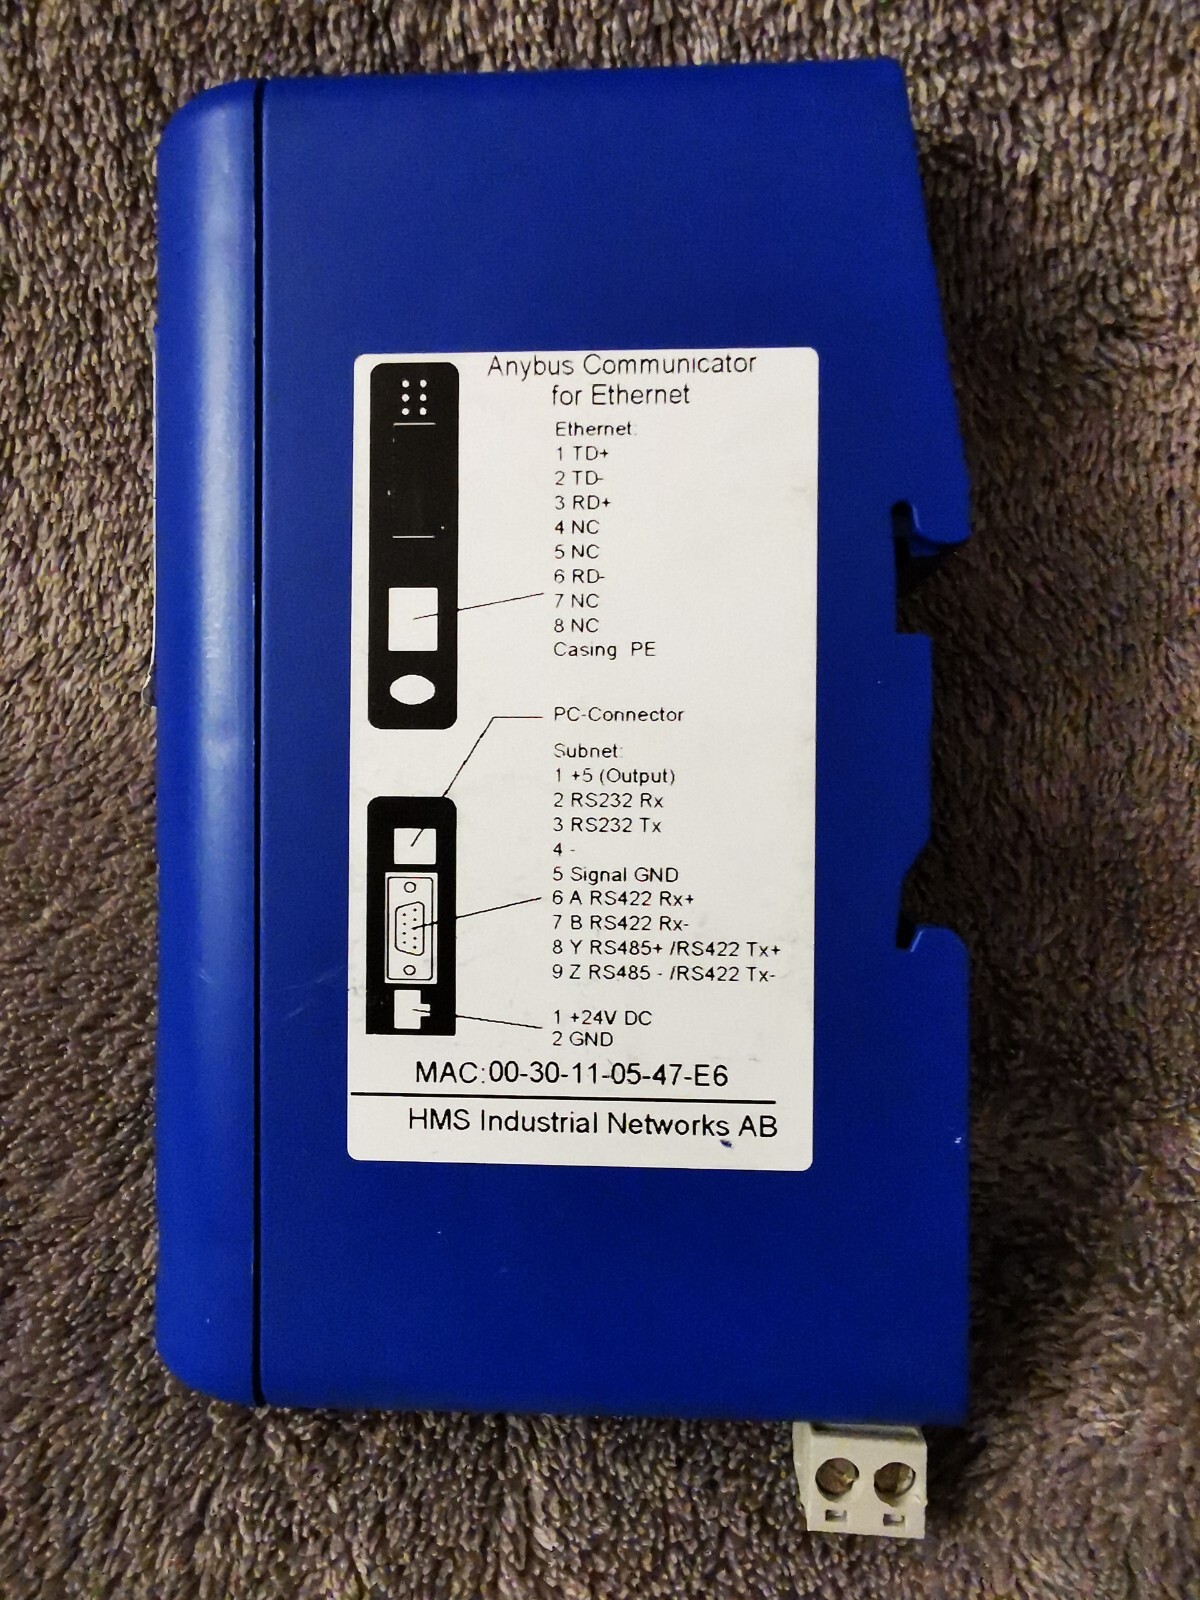 Anybus Communicator
for Ethernet
Ethernet:
1 TD+
2 TD-
3 RD+
4 NC
5 NC
6 RD-
7 NC
8 NC
Casing PE
PC-Connector
Subnet:
1 +5 (Output)
2 RS232 Rx
3 RS232 Tx
4 -
5 Signal GND
6 A RS422 Rx+
7 B RS422 Rx-
8 Y RS485+ /RS422 Tx+
9 Z RS485 - /RS422 Tx-
1 +24V DC
2 GND
MAC:00-30-11-05-47-E6
HMS Industrial Networks AB